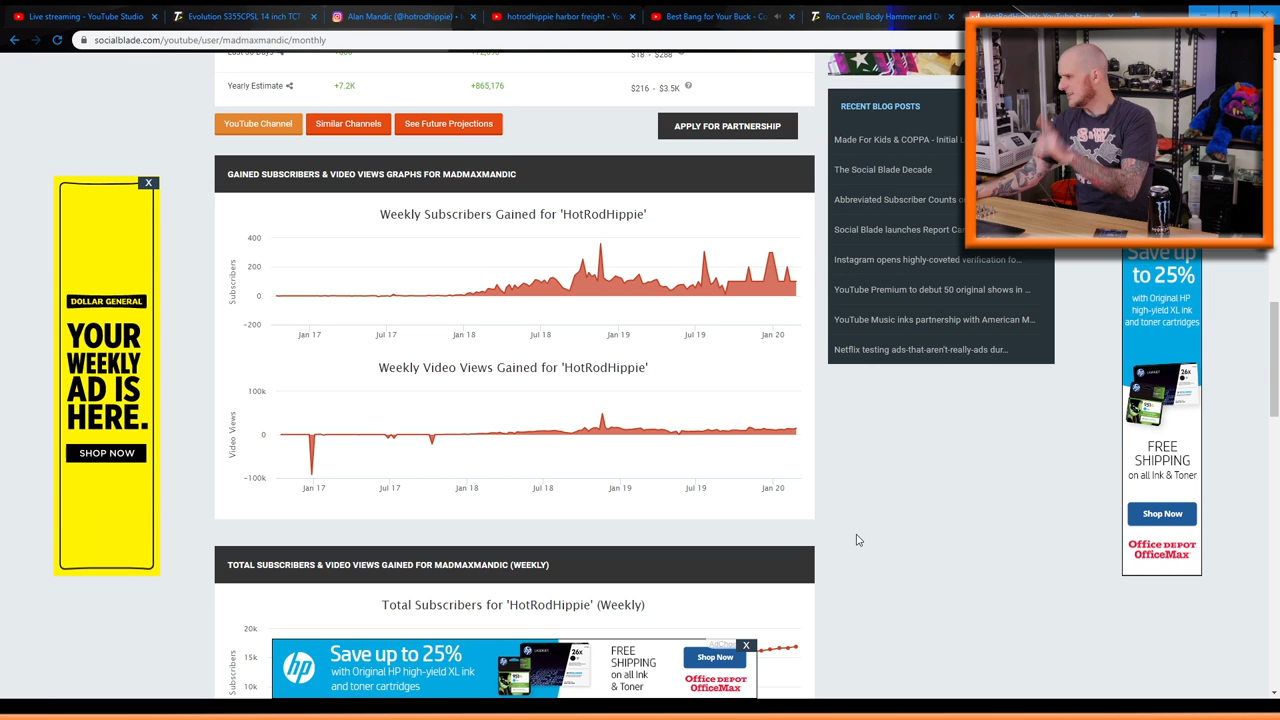 Live streaming - YouTube Studio
Evolution S355CPSL 14 inch TCT
Alan Mandic (@hotrodhippie) •
hotrodhippie harbor freight - Yo
Best Bang for Your Buck - Co
Ron Covell Body Hammer and D
HotRodHippie's YouTube Stats
socialblade.com/youtube/user/madmaxmandic/monthly
$18 - $288
Yearly Estimate
+7.2K
+865,176
$216 - $3.5K
YouTube Channel
Similar Channels
See Future Projections
APPLY FOR PARTNERSHIP
GAINED SUBSCRIBERS & VIDEO VIEWS GRAPHS FOR MADMAXMANDIC
Weekly Subscribers Gained for 'HotRodHippie'
Subscribers
400
200
0
-200
Jan 17
Jul 17
Jan 18
Jul 18
Jan 19
Jul 19
Jan 20
Weekly Video Views Gained for 'HotRodHippie'
Video Views
100k
0
-100k
Jan 17
Jul 17
Jan 18
Jul 18
Jan 19
Jul 19
Jan 20
TOTAL SUBSCRIBERS & VIDEO VIEWS GAINED FOR MADMAXMANDIC (WEEKLY)
Total Subscribers for 'HotRodHippie' (Weekly)
Subscribers
20k
15k
10k
RECENT BLOG POSTS
Made For Kids & COPPA - Initial
The Social Blade Decade
Abbreviated Subscriber Counts o
Social Blade launches Report Car
Instagram opens highly-coveted verification fo...
YouTube Premium to debut 50 original shows in ...
YouTube Music inks partnership with American M...
Netflix testing ads-that-aren't-really-ads dur...
X
DOLLAR GENERAL
YOUR
WEEKLY
AD IS
HERE.
SHOP NOW
Save up
to 25%
with Original HP
high-yield XL ink
and toner cartridges
FREE
SHIPPING
on all Ink & Toner
Shop Now
Office DEPOT
OfficeMax
AdChoi
X
hp
Save up to 25%
with Original HP high-yield XL ink
and toner cartridges
FREE
SHIPPING
on all Ink
& Toner
Shop Now
Office DEPOT
OfficeMax